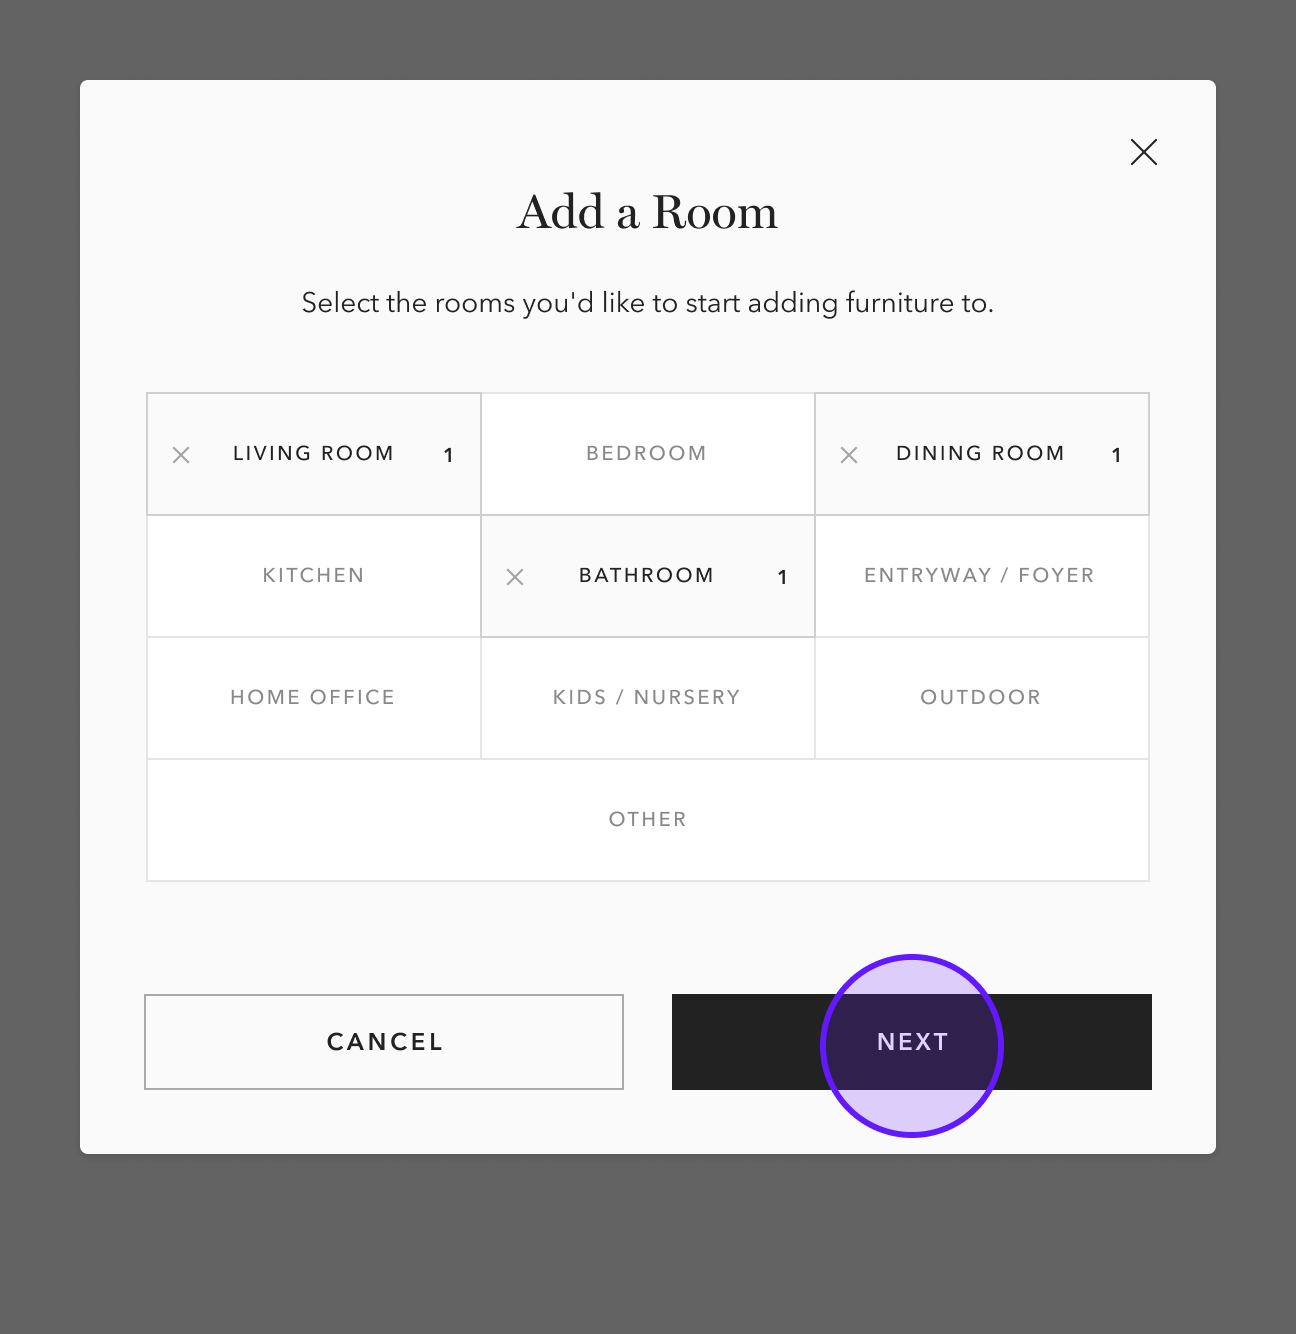 Add a Room
Select the rooms you'd like to start adding furniture to.
LIVING ROOM 1
BEDROOM
DINING ROOM 1
KITCHEN
BATHROOM 1
ENTRYWAY / FOYER
HOME OFFICE
KIDS / NURSERY
OUTDOOR
OTHER
CANCEL
NEXT